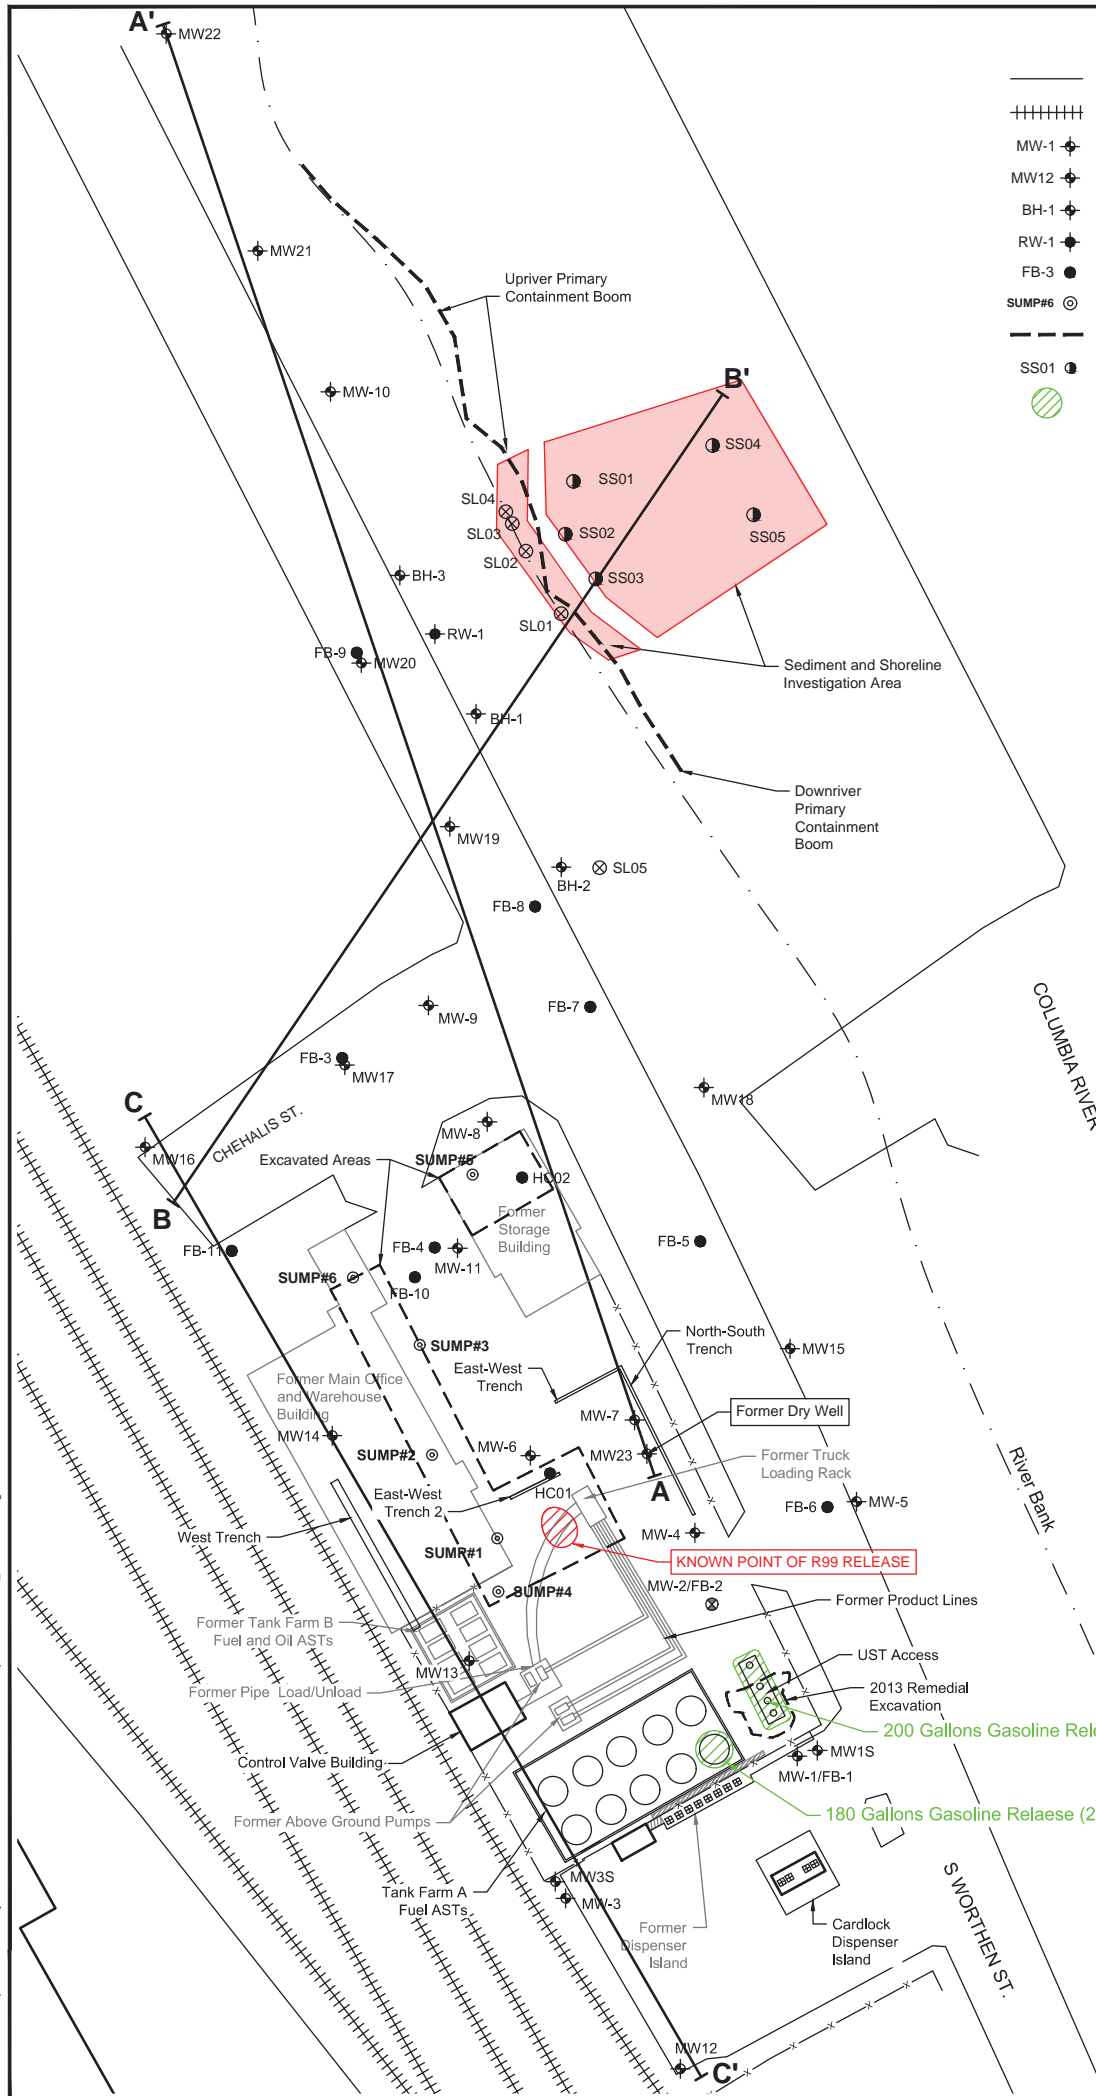 A'
MW22
MW-1
MW12
BH-1
RW-1
FB-3
SUMP#6
SS01
MW21
Upriver Primary
Containment Boom
MW-10
B'
SS04
SS01
SL04
SS05
SL03
SS02
SL02
BH-3
SS03
SL01
RW-1
FB-9
MW20
Sediment and Shoreline
Investigation Area
BH-1
Downriver
Primary
Containment
Boom
MW19
BH-2
SL05
FB-8
COLUMBIA RIVER
FB-7
MW-9
FB-3
MW17
MW18
C
CHEHALIS ST.
MW-8
MW16
Excavated Areas
SUMP#5
HC02
B
Former
Storage
Building
FB-11
FB-4
MW-11
FB-5
SUMP#6
FB-10
North-South
Trench
SUMP#3
MW15
East-West
Trench
Former Main Office
and Warehouse
Building
MW-7
Former Dry Well
MW14
SUMP#2
MW-6
MW23
Former Truck
Loading Rack
A
HC01
East-West
Trench 2
River Bank
MW-5
FB-6
West Trench
SUMP#1
MW-4
KNOWN POINT OF R99 RELEASE
SUMP#4
MW-2/FB-2
Former Product Lines
Former Tank Farm B
Fuel and Oil ASTs
MW13
UST Access
Former Pipe Load/Unload
2013 Remedial
Excavation
200 Gallons Gasoline Rele
Control Valve Building
MW1S
MW-1/FB-1
Former Above Ground Pumps
180 Gallons Gasoline Relaese (2
MW3S
Tank Farm A
Fuel ASTs
MW-3
Former
Dispenser
Island
Cardlock
Dispenser
Island
S WORTHEN ST.
MW12
C'